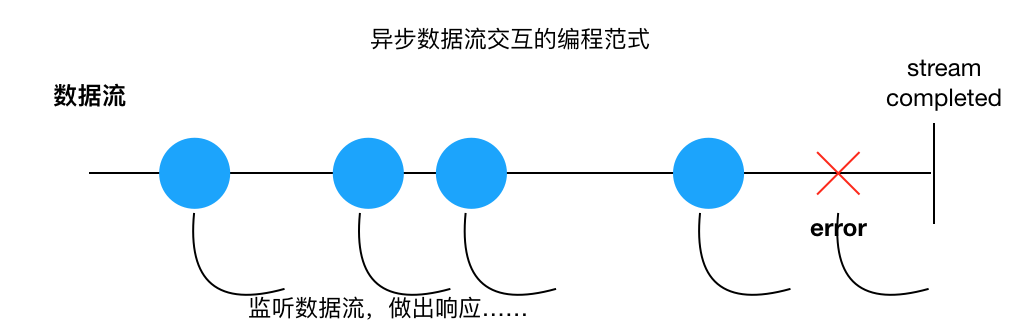 异步数据流交互的编程范式
stream
completed
数据流
error
监听数据流，做出响应……